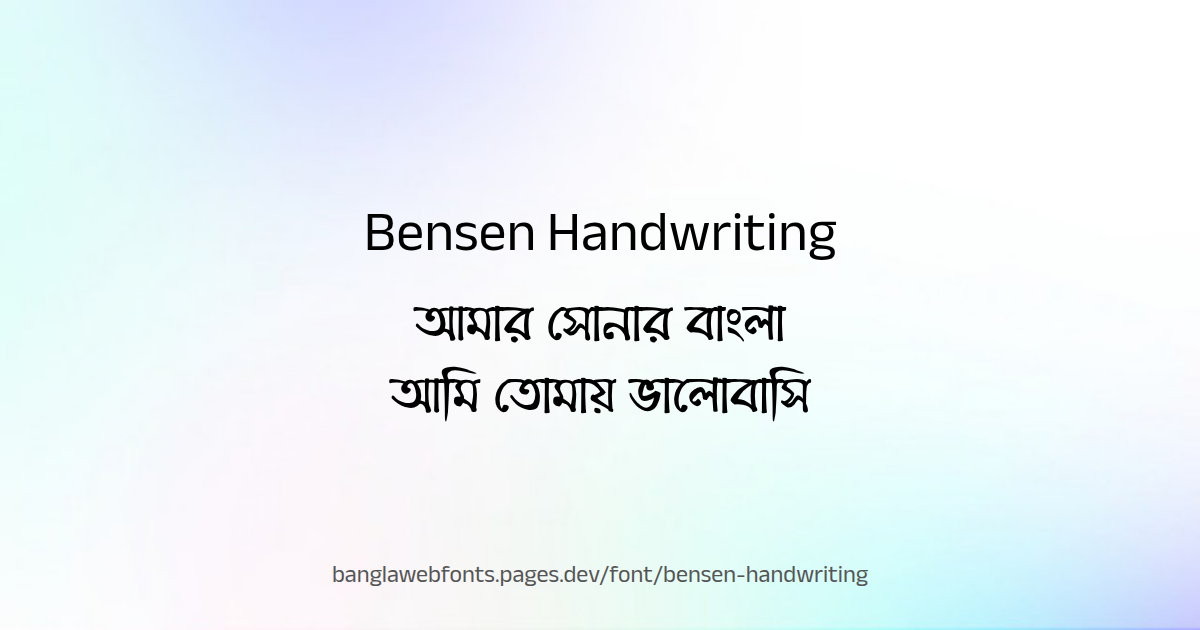 Bensen Handwriting
আমার সোনার বাংলা
আমি তোমায় ভালোবাসি
banglawebfonts.pages.dev/font/bensen-handwriting